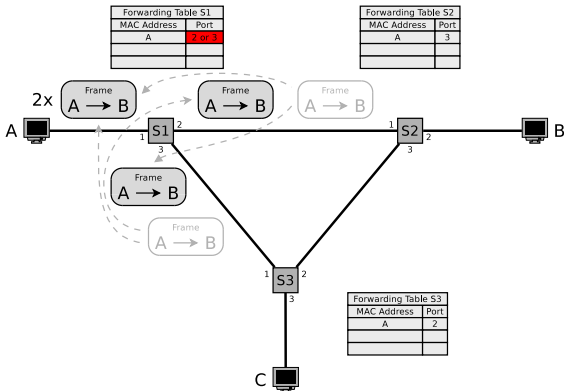 Forwarding Table S1
MAC Address Port
A 2 or 3
Forwarding Table S2
MAC Address Port
A 3
2x
Frame
A B
Frame
A B
Frame
A B
A
1
S1
2
3
1
S2
2
3
B
Frame
A B
Frame
A B
1
S3
2
3
Forwarding Table S3
MAC Address Port
A 2
C